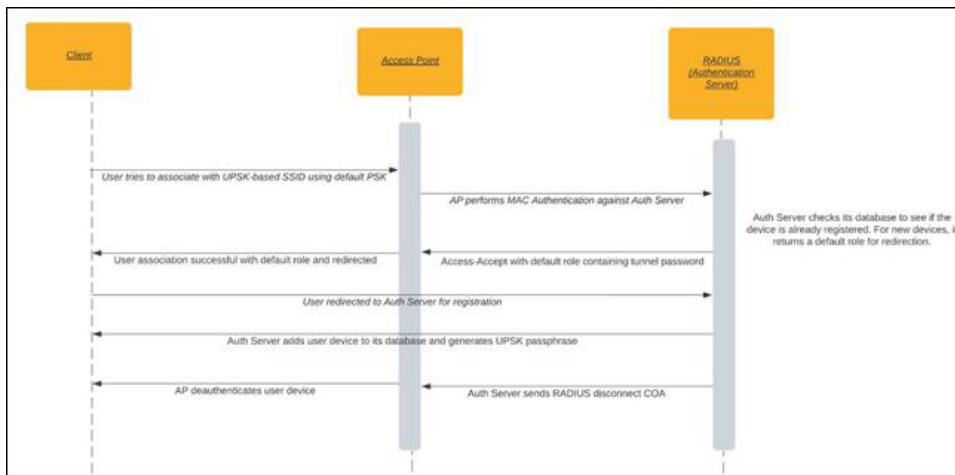 Client
Access Point
RADIUS
(Authentication
Server)
User tries to associate with UPSK-based SSID using default PSK
AP performs MAC Authentication against Auth Server
Auth Server checks its database to see if the
device is already registered. For new devices, i
returns a default role for redirection.
User association successful with default role and redirected
Access-Accept with default role containing tunnel password
User redirected to Auth Server for registration
Auth Server adds user device to its database and generates UPSK passphrase
AP deauthenticates user device
Auth Server sends RADIUS disconnect COA